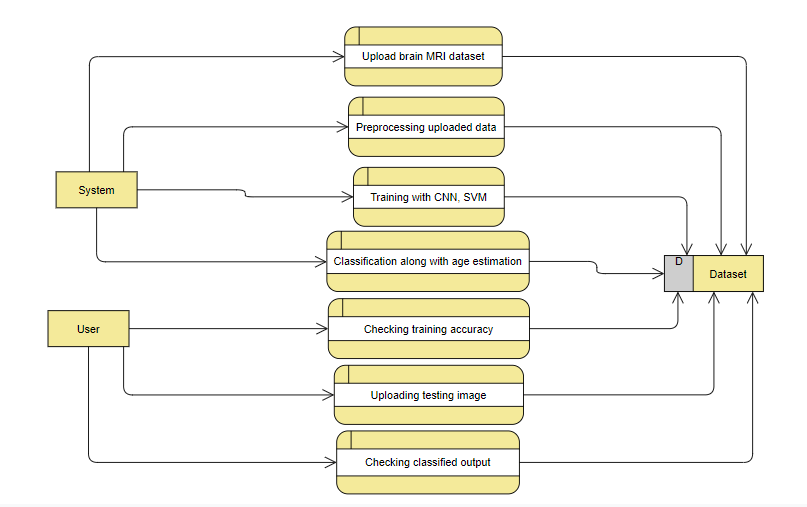 Upload brain MRI dataset
Preprocessing uploaded data
System
Training with CNN, SVM
Classification along with age estimation
D
Dataset
User
Checking training accuracy
Uploading testing image
Checking classified output